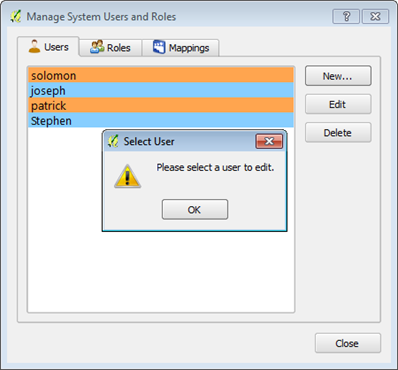 Manage System Users and Roles
Users Roles Mappings
solomon
joseph
patrick
Stephen
New...
Edit
Delete
Select User
Please select a user to edit.
OK
Close